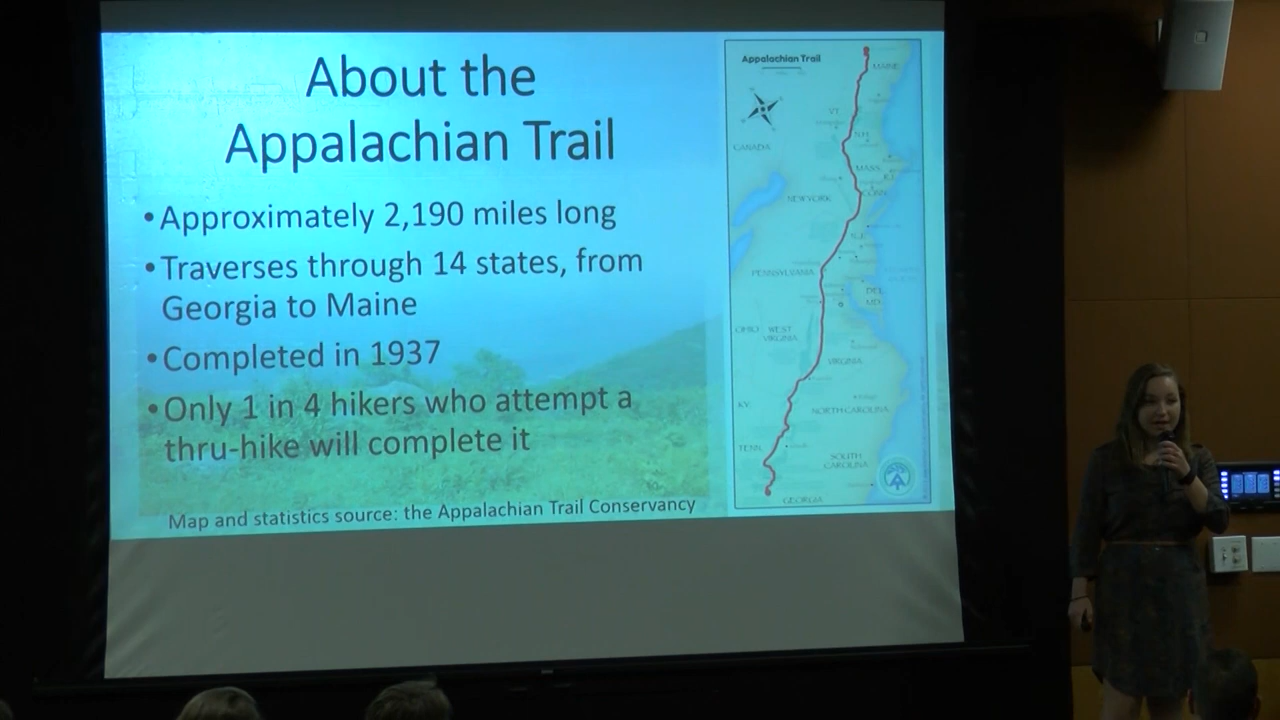 About the
Appalachian Trail
• Approximately 2,190 miles long
• Traverses through 14 states, from
Georgia to Maine
• Completed in 1937
• Only 1 in 4 hikers who attempt a
thru-hike will complete it
Map and statistics source: the Appalachian Trail Conservancy
Appalachian Trail
MAINE
VT.
N.H.
CANADA
MASS.
R.I.
CONN.
NEW YORK
N.J.
PENNSYLVANIA
DEL.
MD.
OHIO
WEST
VIRGINIA
VIRGINIA
KY.
NORTH CAROLINA
TENN.
SOUTH
CAROLINA
GEORGIA